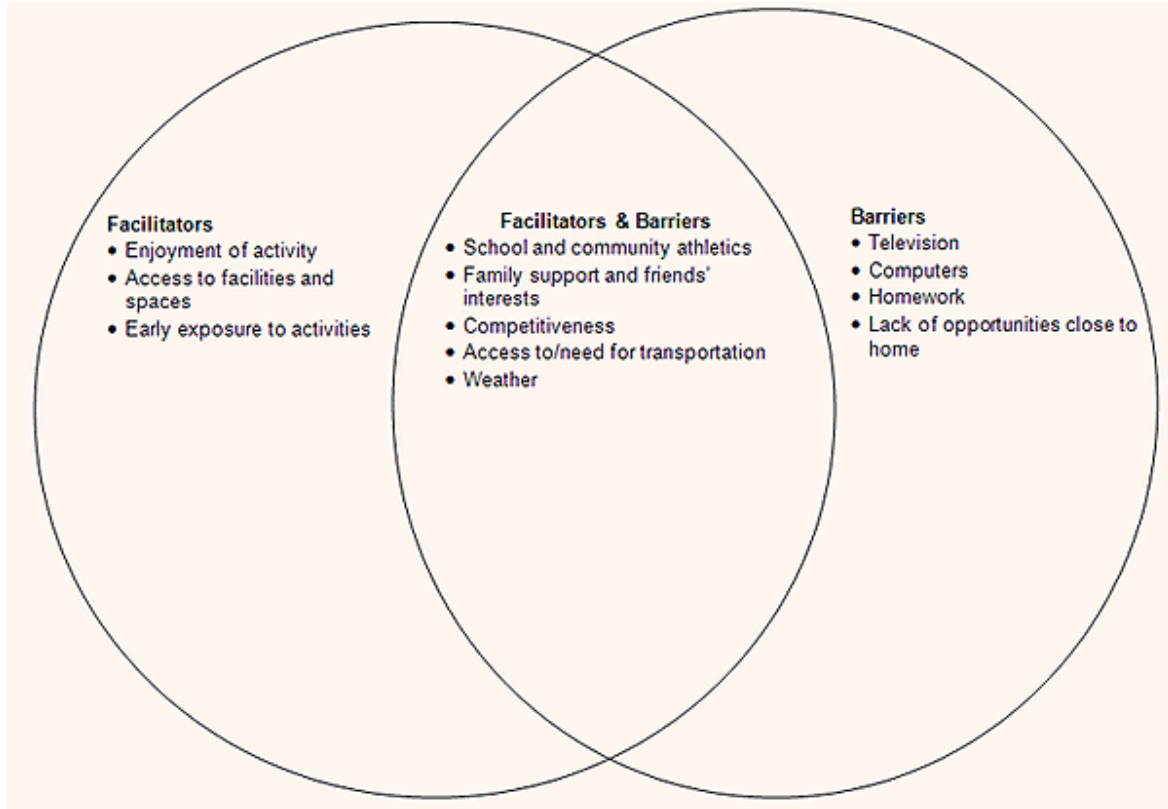 Facilitators
• Enjoyment of activity
• Access to facilities and
spaces
• Early exposure to activities
Facilitators & Barriers
• School and community athletics
• Family support and friends'
interests
• Competitiveness
• Access to/need for transportation
• Weather
Barriers
• Television
• Computers
• Homework
• Lack of opportunities close to
home